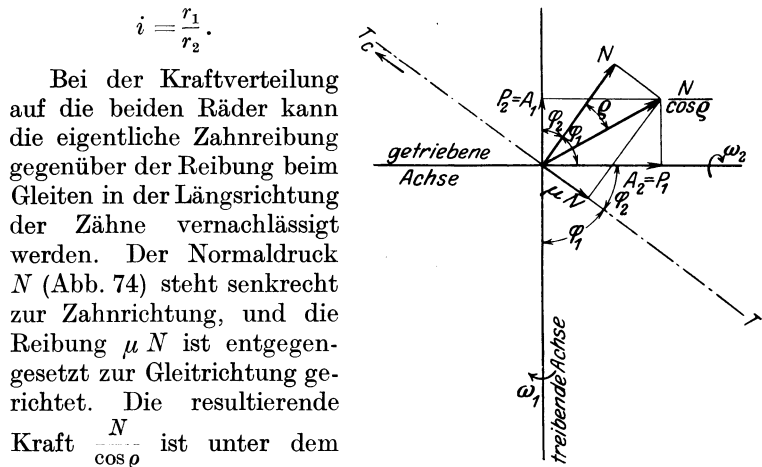 i = r₁/r₂.
Bei der Kraftverteilung
auf die beiden Räder kann
die eigentliche Zahnreibung
gegenüber der Reibung beim
Gleiten in der Längsrichtung
der Zähne vernachlässigt
werden. Der Normaldruck
N (Abb. 74) steht senkrecht
zur Zahnrichtung, und die
Reibung μ N ist entgegen-
gesetzt zur Gleitrichtung ge-
richtet. Die resultierende
Kraft N/cos ϱ ist unter dem
T
c
N
N/cosϱ
P₂=A₁
ϱ
φ₂
φ₁
getriebene
Achse
ω₂
A₂=P₁
μN
φ₂
φ₁
T
treibende Achse
ω₁